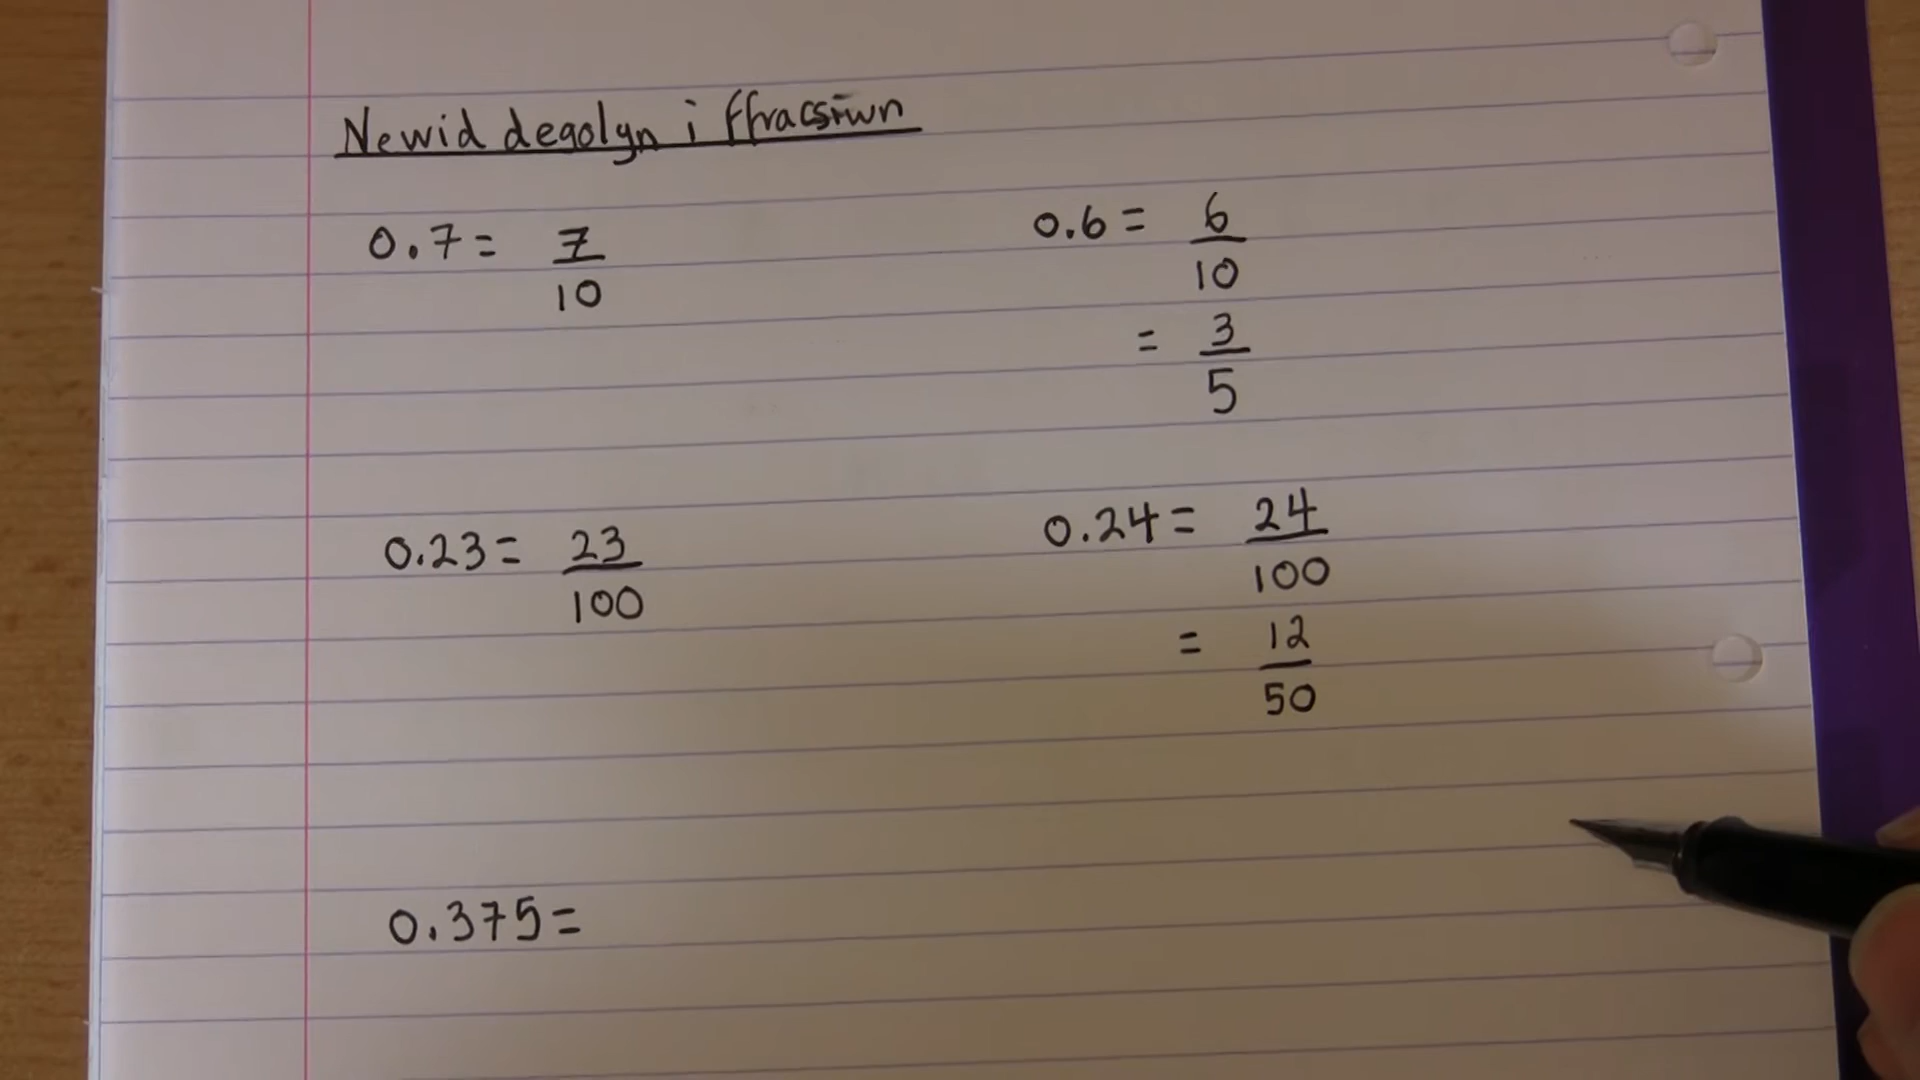 Newid degolyn i ffracsiwn
0.7 = 7/10
0.6 = 6/10
= 3/5
0.23 = 23/100
0.24 = 24/100
= 12/50
0.375 =